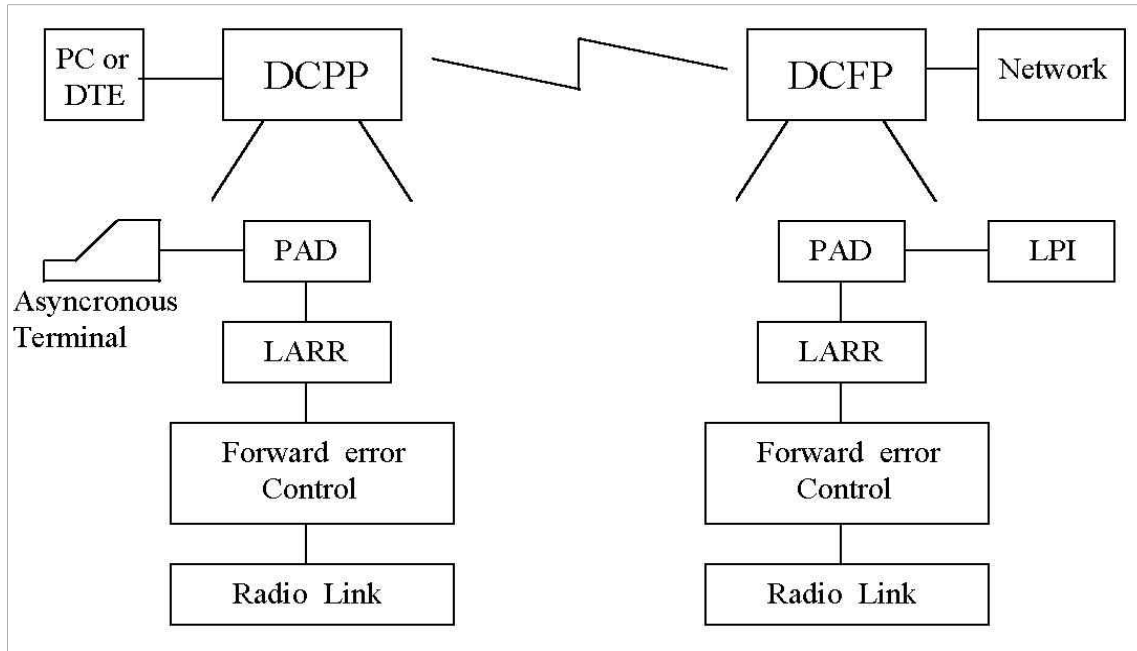 PC or
DTE
DCPP
DCFP
Network
PAD
PAD
LPI
Asyncronous
Terminal
LARR
LARR
Forward error
Control
Forward error
Control
Radio Link
Radio Link